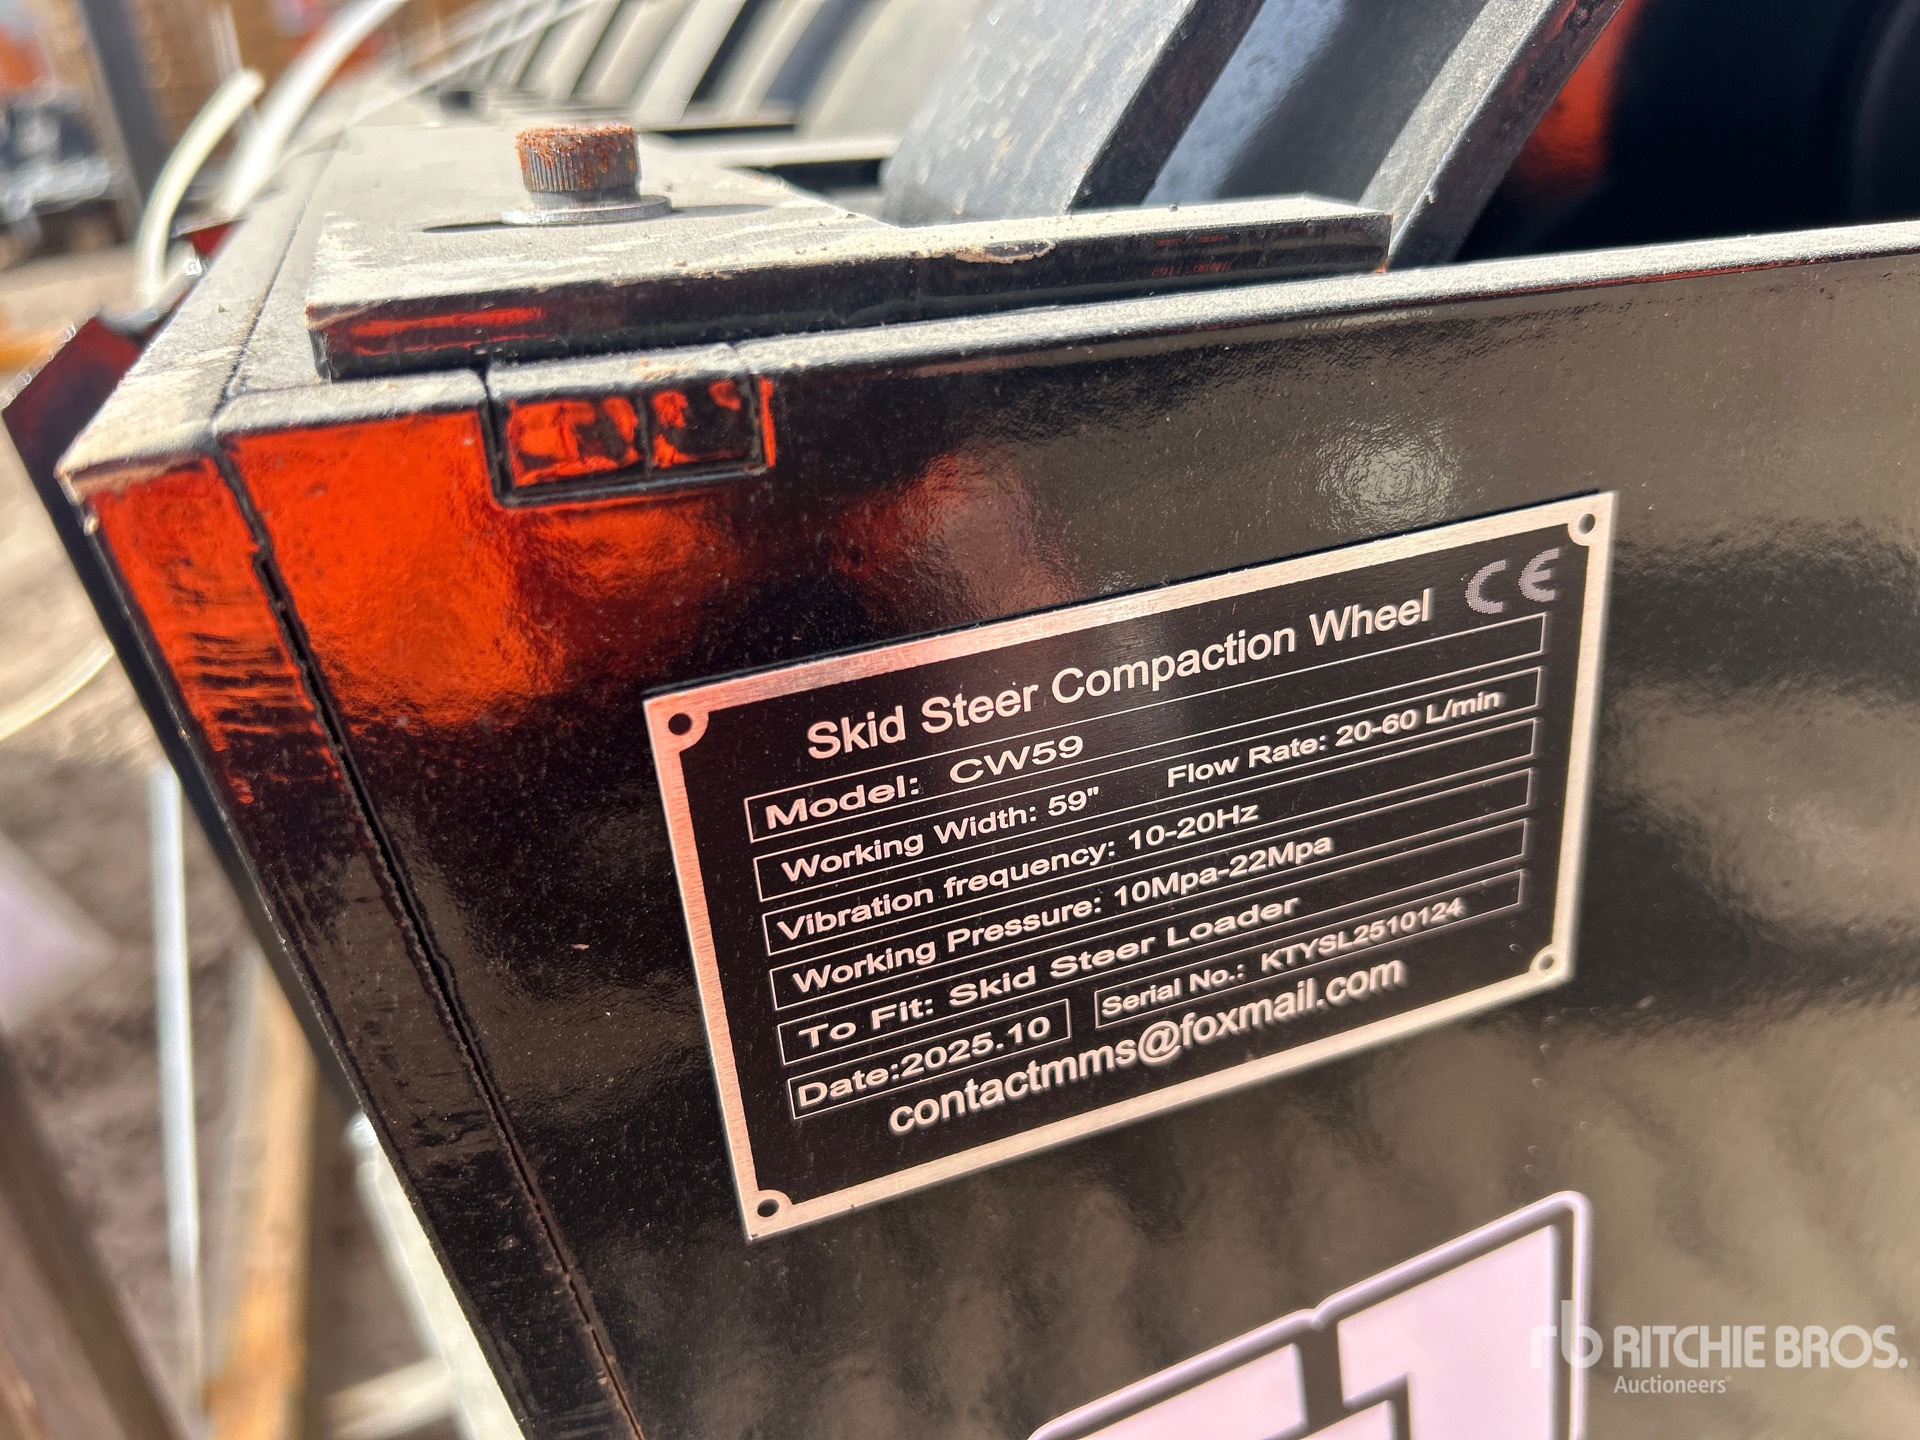 Skid Steer Compaction Wheel CE
Model: CW59
Working Width: 59" Flow Rate: 20-60 L/min
Vibration frequency: 10-20Hz
Working Pressure: 10Mpa-22Mpa
To Fit: Skid Steer Loader
Date:2025.10 Serial No.: KTYSL2510124
contactmms@foxmail.com
rb RITCHIE BROS.
Auctioneers